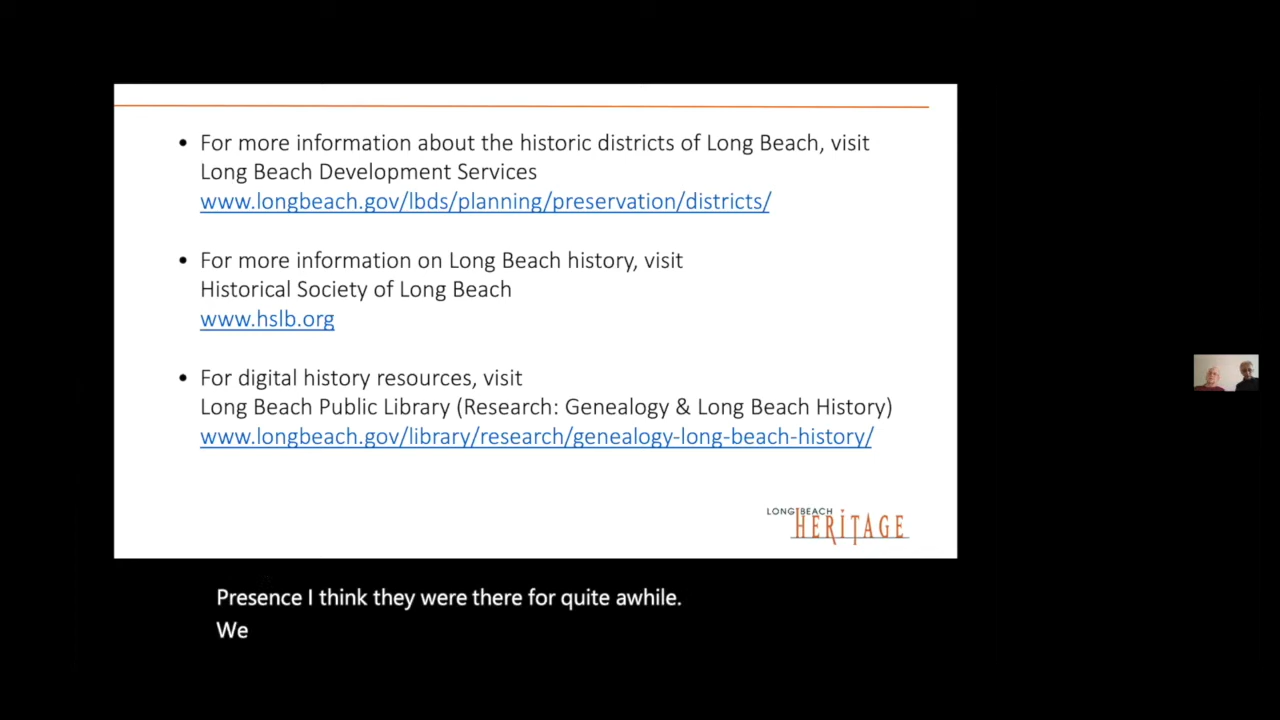 • For more information about the historic districts of Long Beach, visit
Long Beach Development Services
www.longbeach.gov/lbds/planning/preservation/districts/
• For more information on Long Beach history, visit
Historical Society of Long Beach
www.hslb.org
• For digital history resources, visit
Long Beach Public Library (Research: Genealogy & Long Beach History)
www.longbeach.gov/library/research/genealogy-long-beach-history/
LONG BEACH
HERITAGE
Presence I think they were there for quite awhile.
We